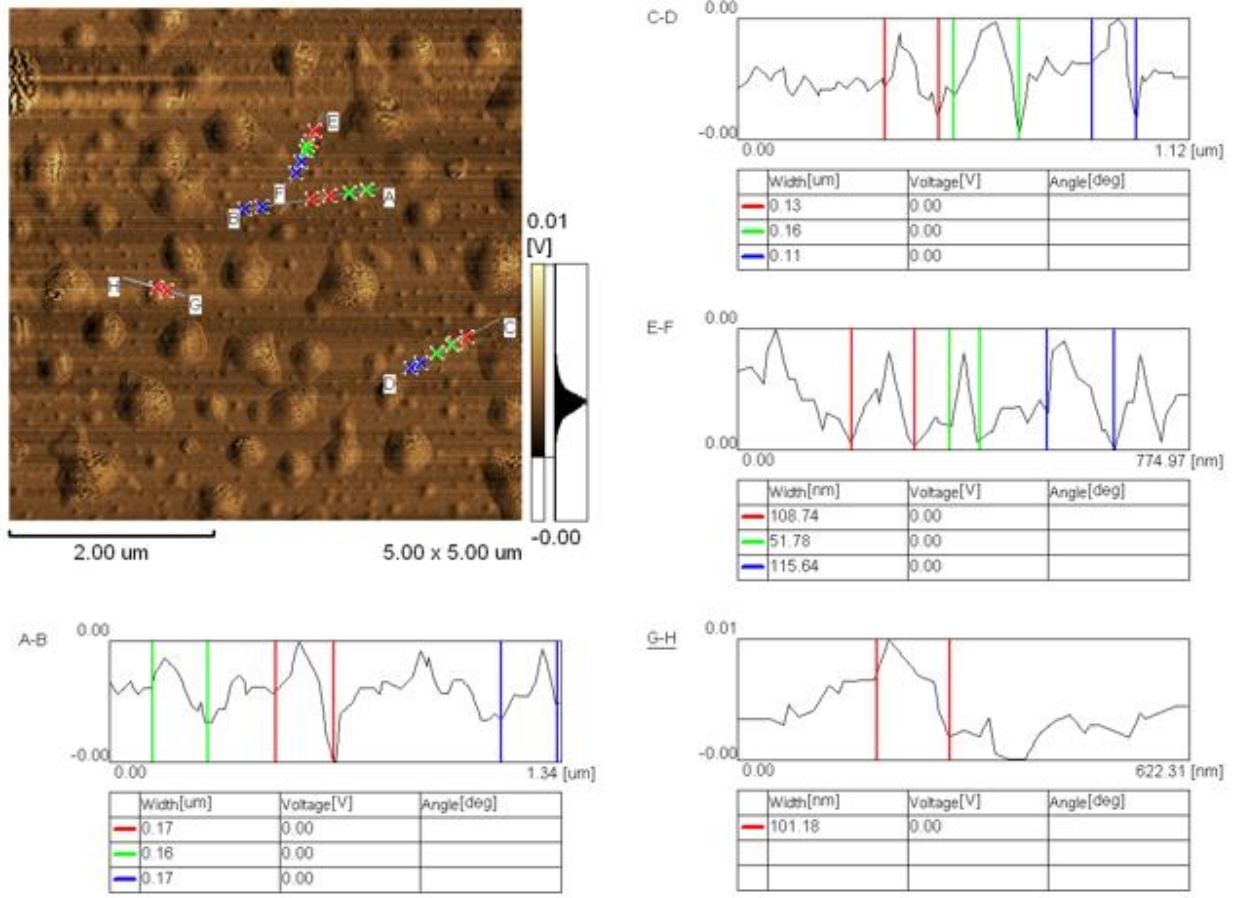 E
F
A
B
H
G
C
D
0.01
[V]
-0.00
2.00 um
5.00 x 5.00 um
C-D
0.00
-0.00
0.00
1.12 [um]
Width[um] Voltage[V] Angle[deg]
0.13 0.00
0.16 0.00
0.11 0.00
E-F
0.00
0.00
0.00
774.97 [nm]
Width[nm] Voltage[V] Angle[deg]
108.74 0.00
51.78 0.00
115.64 0.00
A-B
0.00
-0.00
0.00
1.34 [um]
Width[um] Voltage[V] Angle[deg]
0.17 0.00
0.16 0.00
0.17 0.00
G-H
0.01
-0.00
0.00
622.31 [nm]
Width[nm] Voltage[V] Angle[deg]
101.18 0.00